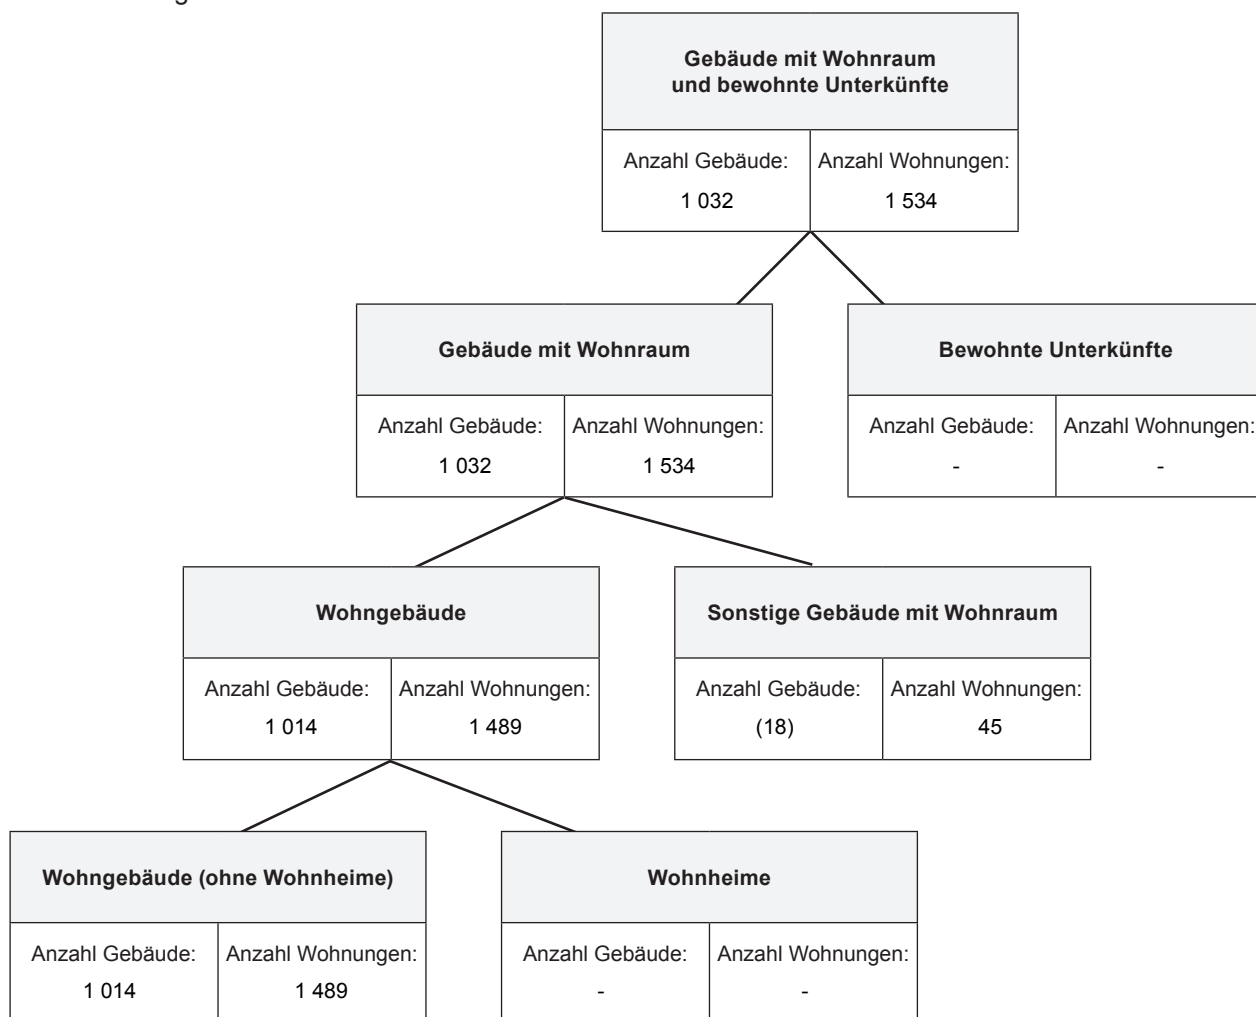 Gebäude mit Wohnraum
und bewohnte Unterkünfte
Anzahl Gebäude: Anzahl Wohnungen:
1 032 1 534
Gebäude mit Wohnraum
Anzahl Gebäude: Anzahl Wohnungen:
1 032 1 534
Bewohnte Unterkünfte
Anzahl Gebäude: Anzahl Wohnungen:
- -
Wohngebäude
Anzahl Gebäude: Anzahl Wohnungen:
1 014 1 489
Sonstige Gebäude mit Wohnraum
Anzahl Gebäude: Anzahl Wohnungen:
(18) 45
Wohngebäude (ohne Wohnheime)
Anzahl Gebäude: Anzahl Wohnungen:
1 014 1 489
Wohnheime
Anzahl Gebäude: Anzahl Wohnungen:
- -